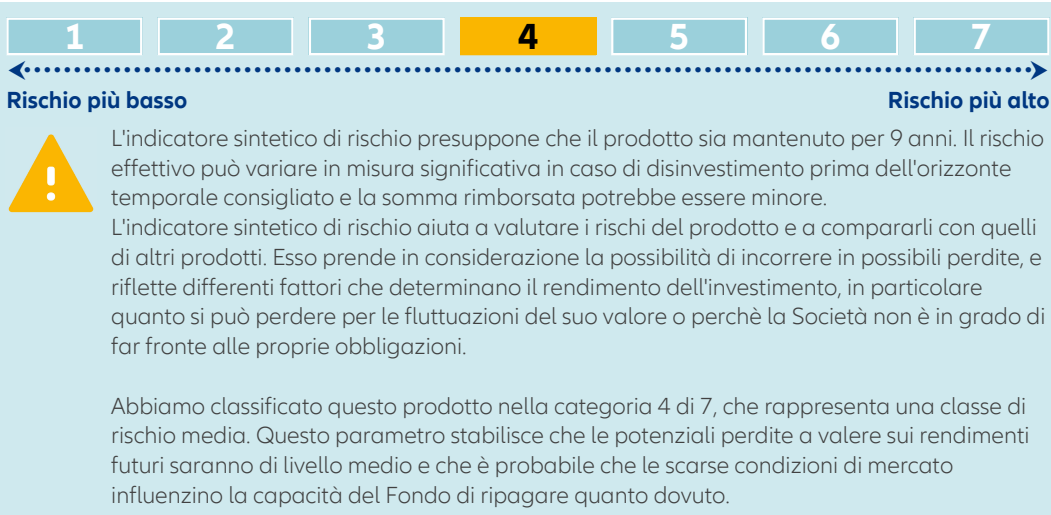 1 2 3 4 5 6 7
Rischio più basso Rischio più alto
L'indicatore sintetico di rischio presuppone che il prodotto sia mantenuto per 9 anni. Il rischio
effettivo può variare in misura significativa in caso di disinvestimento prima dell'orizzonte
temporale consigliato e la somma rimborsata potrebbe essere minore.
L'indicatore sintetico di rischio aiuta a valutare i rischi del prodotto e a compararli con quelli
di altri prodotti. Esso prende in considerazione la possibilità di incorrere in possibili perdite, e
riflette differenti fattori che determinano il rendimento dell'investimento, in particolare
quanto si può perdere per le fluttuazioni del suo valore o perchè la Società non è in grado di
far fronte alle proprie obbligazioni.
Abbiamo classificato questo prodotto nella categoria 4 di 7, che rappresenta una classe di
rischio media. Questo parametro stabilisce che le potenziali perdite a valere sui rendimenti
futuri saranno di livello medio e che è probabile che le scarse condizioni di mercato
influenzino la capacità del Fondo di ripagare quanto dovuto.